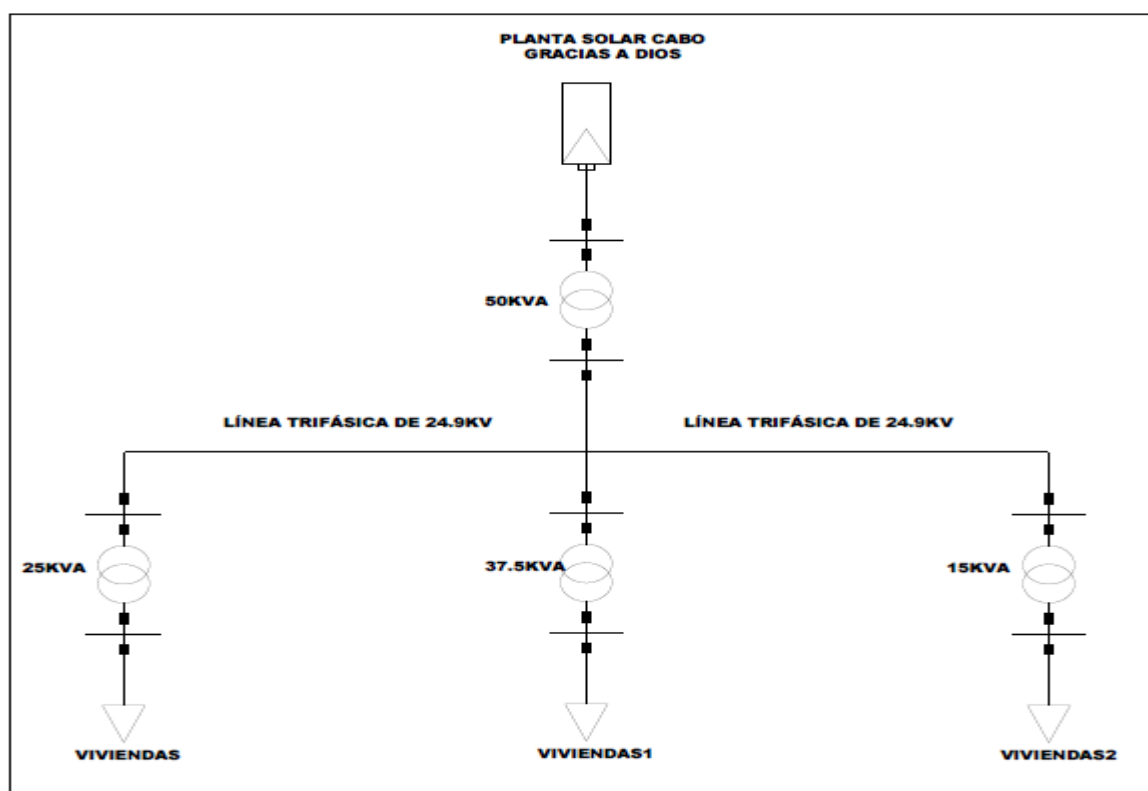 PLANTA SOLAR CABO
GRACIAS A DIOS
50KVA
LÍNEA TRIFÁSICA DE 24.9KV
LÍNEA TRIFÁSICA DE 24.9KV
25KVA
37.5KVA
15KVA
VIVIENDAS
VIVIENDAS1
VIVIENDAS2